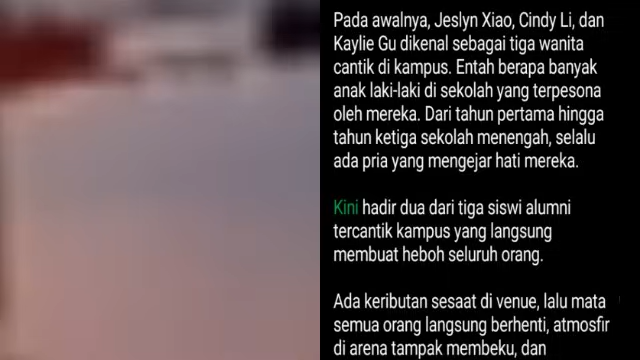 Pada awalnya, Jeslyn Xiao, Cindy Li, dan
Kaylie Gu dikenal sebagai tiga wanita
cantik di kampus. Entah berapa banyak
anak laki-laki di sekolah yang terpesona
oleh mereka. Dari tahun pertama hingga
tahun ketiga sekolah menengah, selalu
ada pria yang mengejar hati mereka.
Kini hadir dua dari tiga siswi alumni
tercantik kampus yang langsung
membuat heboh seluruh orang.
Ada keributan sesaat di venue, lalu mata
semua orang langsung berhenti, atmosfir
di arena tampak membeku, dan